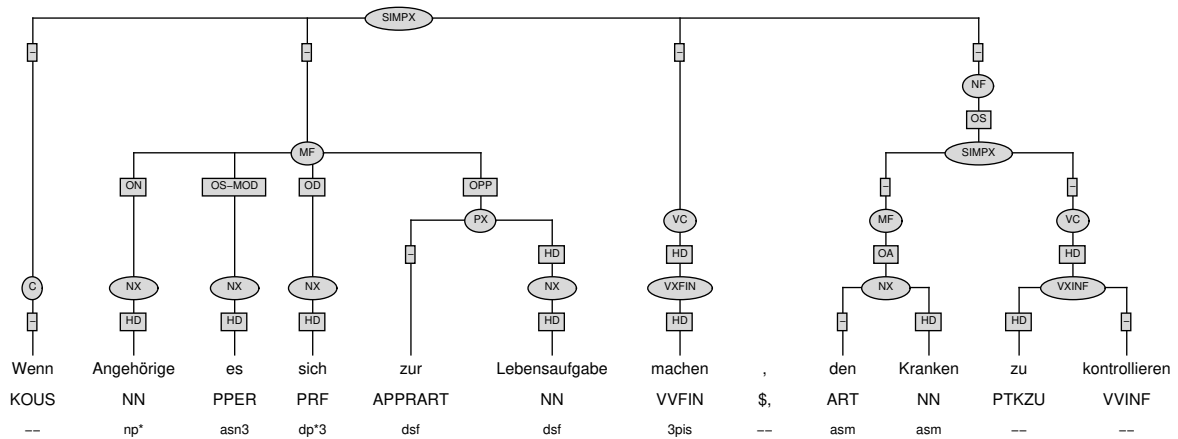 SIMPX
– – – –
NF
OS
MF SIMPX
ON OS–MOD OD OPP – –
PX VC MF VC
– HD HD OA HD
C NX NX NX NX VXFIN NX VXINF
– HD HD HD HD HD – HD HD –
Wenn Angehörige es sich zur Lebensaufgabe machen , den Kranken zu kontrollieren
KOUS NN PPER PRF APPRART NN VVFIN $, ART NN PTKZU VVINF
–– np* asn3 dp*3 dsf dsf 3pis –– asm asm –– ––